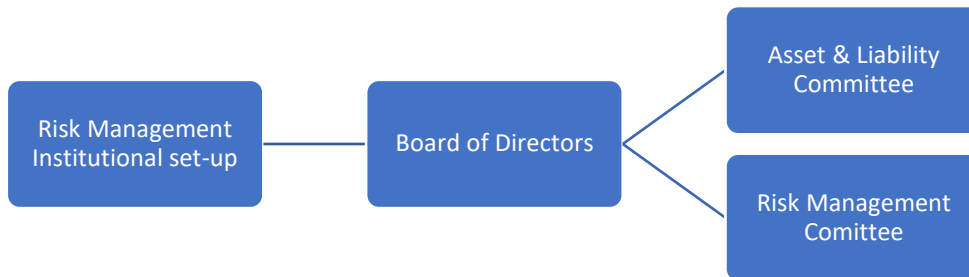 Risk Management
Institutional set-up
Board of Directors
Asset & Liability
Committee
Risk Management
Comittee